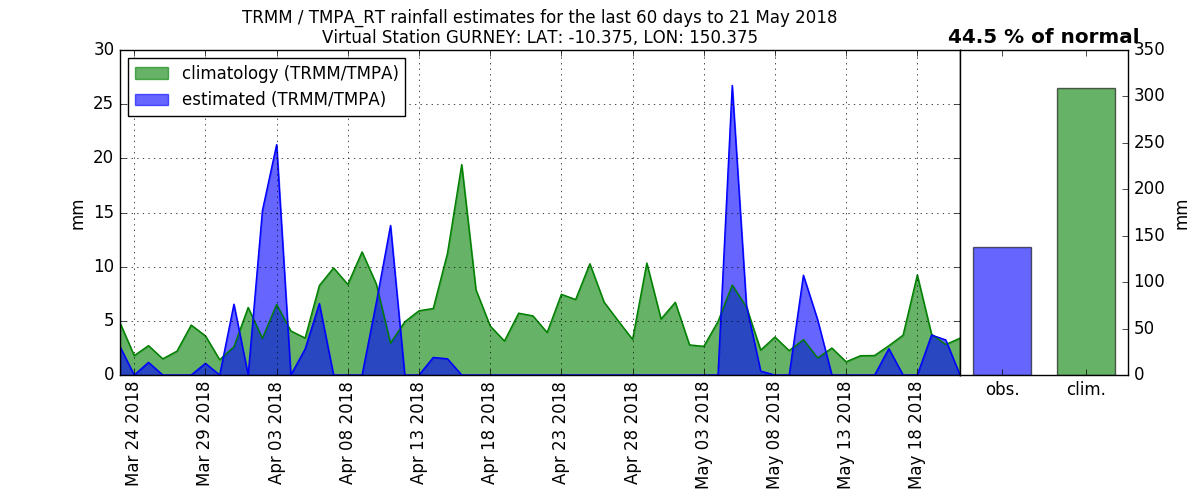 TRMM / TMPA_RT rainfall estimates for the last 60 days to 21 May 2018
Virtual Station GURNEY: LAT: -10.375, LON: 150.375
44.5 % of normal
climatology (TRMM/TMPA)
estimated (TRMM/TMPA)
30
25
20
15
10
5
0
mm
350
300
250
200
150
100
50
0
mm
Mar 24 2018
Mar 29 2018
Apr 03 2018
Apr 08 2018
Apr 13 2018
Apr 18 2018
Apr 23 2018
Apr 28 2018
May 03 2018
May 08 2018
May 13 2018
May 18 2018
obs.
clim.